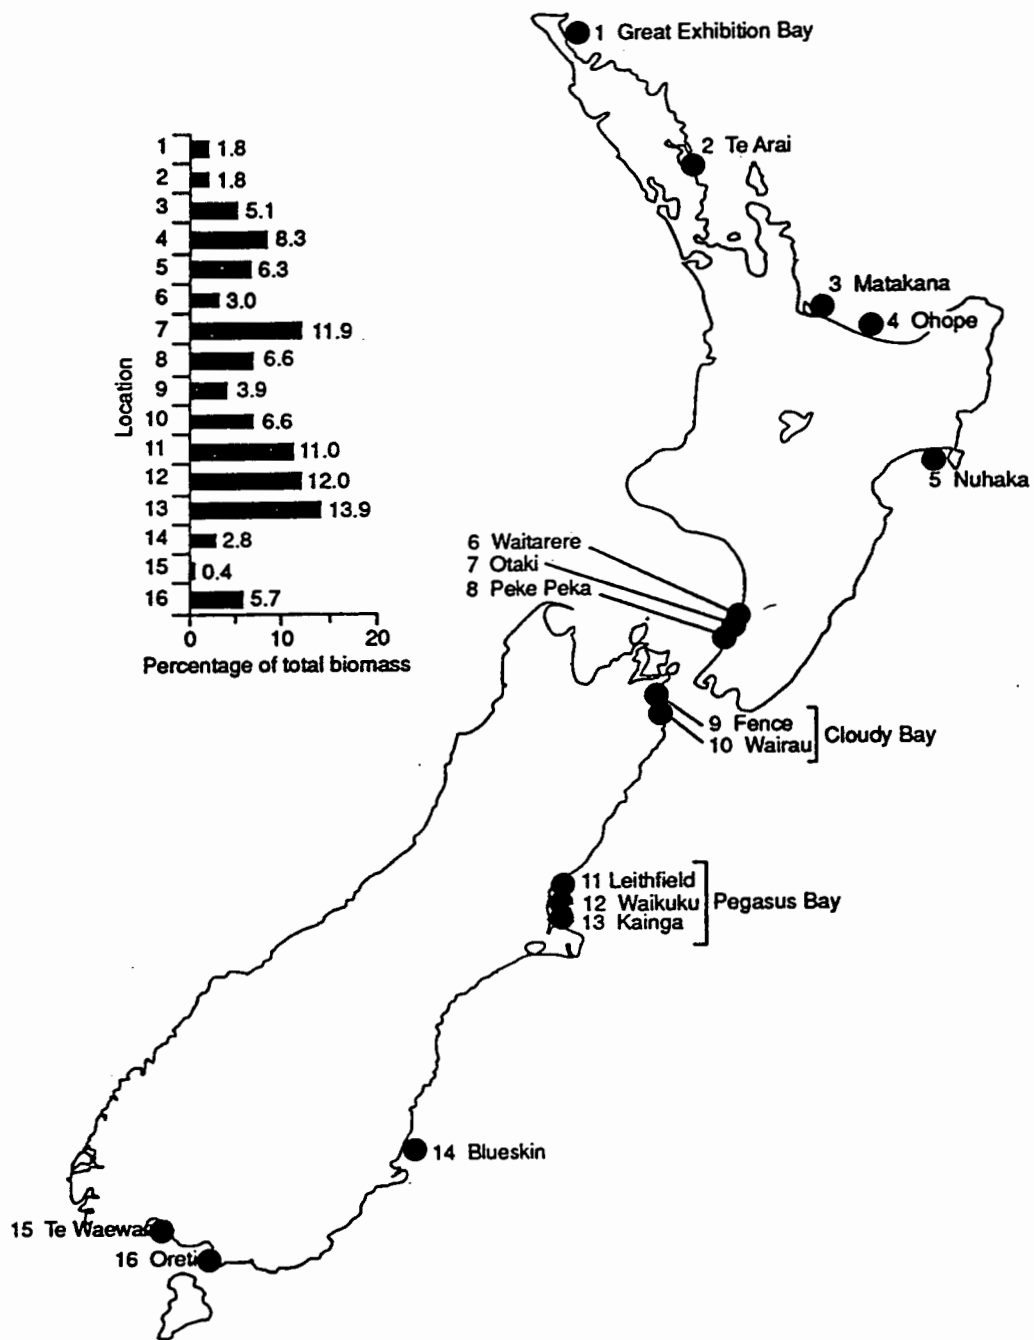 1 Great Exhibition Bay
2 Te Arai
3 Matakana
4 Ohope
5 Nuhaka
6 Waitarere
7 Otaki
8 Peke Peka
9 Fence
10 Wairau
Cloudy Bay
11 Leithfield
12 Waikuku
13 Kainga
Pegasus Bay
14 Blueskin
15 Te Waewa
16 Oreti
Location
1 1.8
2 1.8
3 5.1
4 8.3
5 6.3
6 3.0
7 11.9
8 6.6
9 3.9
10 6.6
11 11.0
12 12.0
13 13.9
14 2.8
15 0.4
16 5.7
0 10 20
Percentage of total biomass